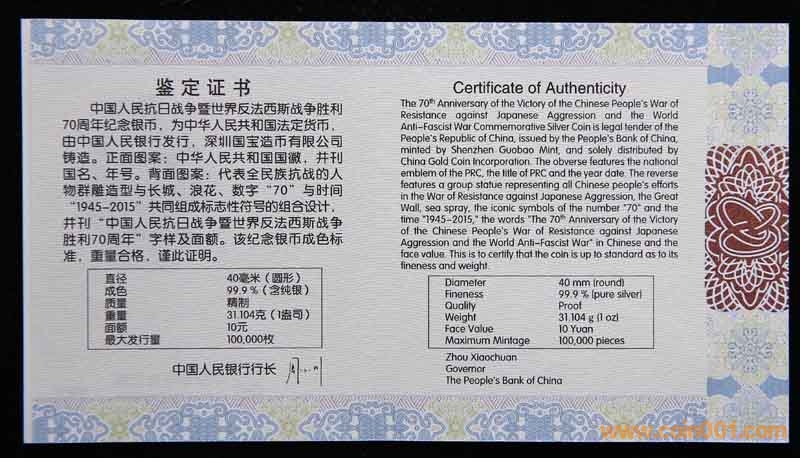 鉴定证书
中国人民抗日战争暨世界反法西斯战争胜利
70周年纪念银币，为中华人民共和国法定货币，
由中国人民银行发行，深圳国宝造币有限公司
铸造。正面图案：中华人民共和国国徽，并刊
国名、年号。背面图案：代表全民族抗战的人
物群雕造型与长城、浪花、数字“70”与时间
“1945-2015”共同组成标志性符号的组合设计，
并刊“中国人民抗日战争暨世界反法西斯战争
胜利70周年”字样及面额。该纪念银币成色标
准，重量合格，谨此证明。
直径 40毫米（圆形）
成色 99.9％（含纯银）
质量 精制
重量 31.104克（1盎司）
面额 10元
最大发行量 100,000枚
中国人民银行行长
Certificate of Authenticity
The 70th Anniversary of the Victory of the Chinese People's War of
Resistance against Japanese Aggression and the World
Anti-Fascist War Commemorative Silver Coin is legal tender of the
People's Republic of China, issued by the People's Bank of China,
minted by Shenzhen Guobao Mint, and solely distributed by
China Gold Coin Incorporation. The obverse features the national
emblem of the PRC, the title of PRC and the year date. The reverse
features a group statue representing all Chinese people's efforts
in the War of Resistance against Japanese Aggression, the Great
Wall, sea spray, the iconic symbols of the number "70" and the
time "1945-2015," the words "The 70th Anniversary of the Victory
of the Chinese People's War of Resistance against Japanese
Aggression and the World Anti-Fascist War" in Chinese and the
face value. This is to certify that the coin is up to standard as to its
fineness and weight.
Diameter 40 mm (round)
Fineness 99.9 % (pure silver)
Quality Proof
Weight 31.104 g (1 oz)
Face Value 10 Yuan
Maximum Mintage 100,000 pieces
Zhou Xiaochuan
Governor
The People's Bank of China
www.coin001.com